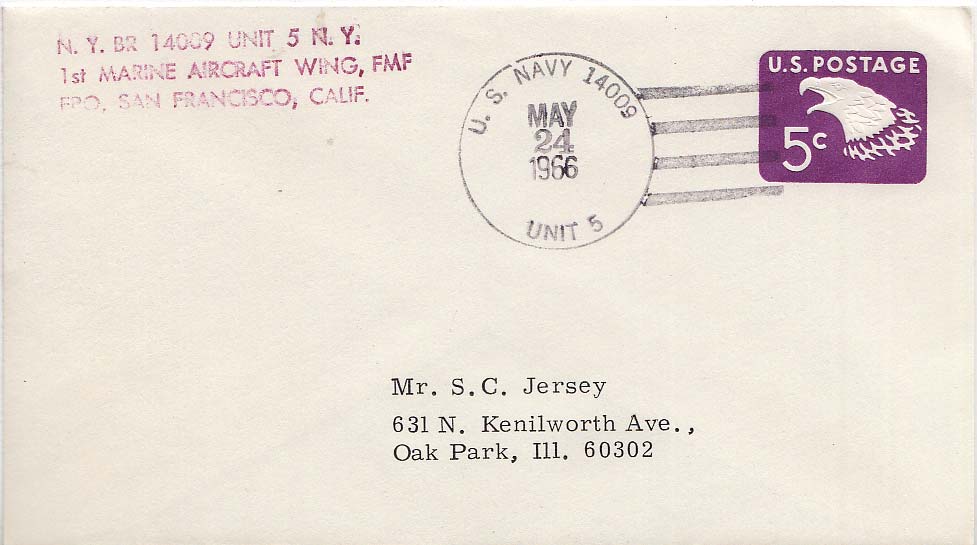 N. Y. BR 14009 UNIT 5 N. Y.
1st MARINE AIRCRAFT WING, FMF
FPO, SAN FRANCISCO, CALIF.
U. S. NAVY 14009
MAY
24
1966
UNIT 5
U.S. POSTAGE
5c
Mr. S.C. Jersey
631 N. Kenilworth Ave.,
Oak Park, Ill. 60302